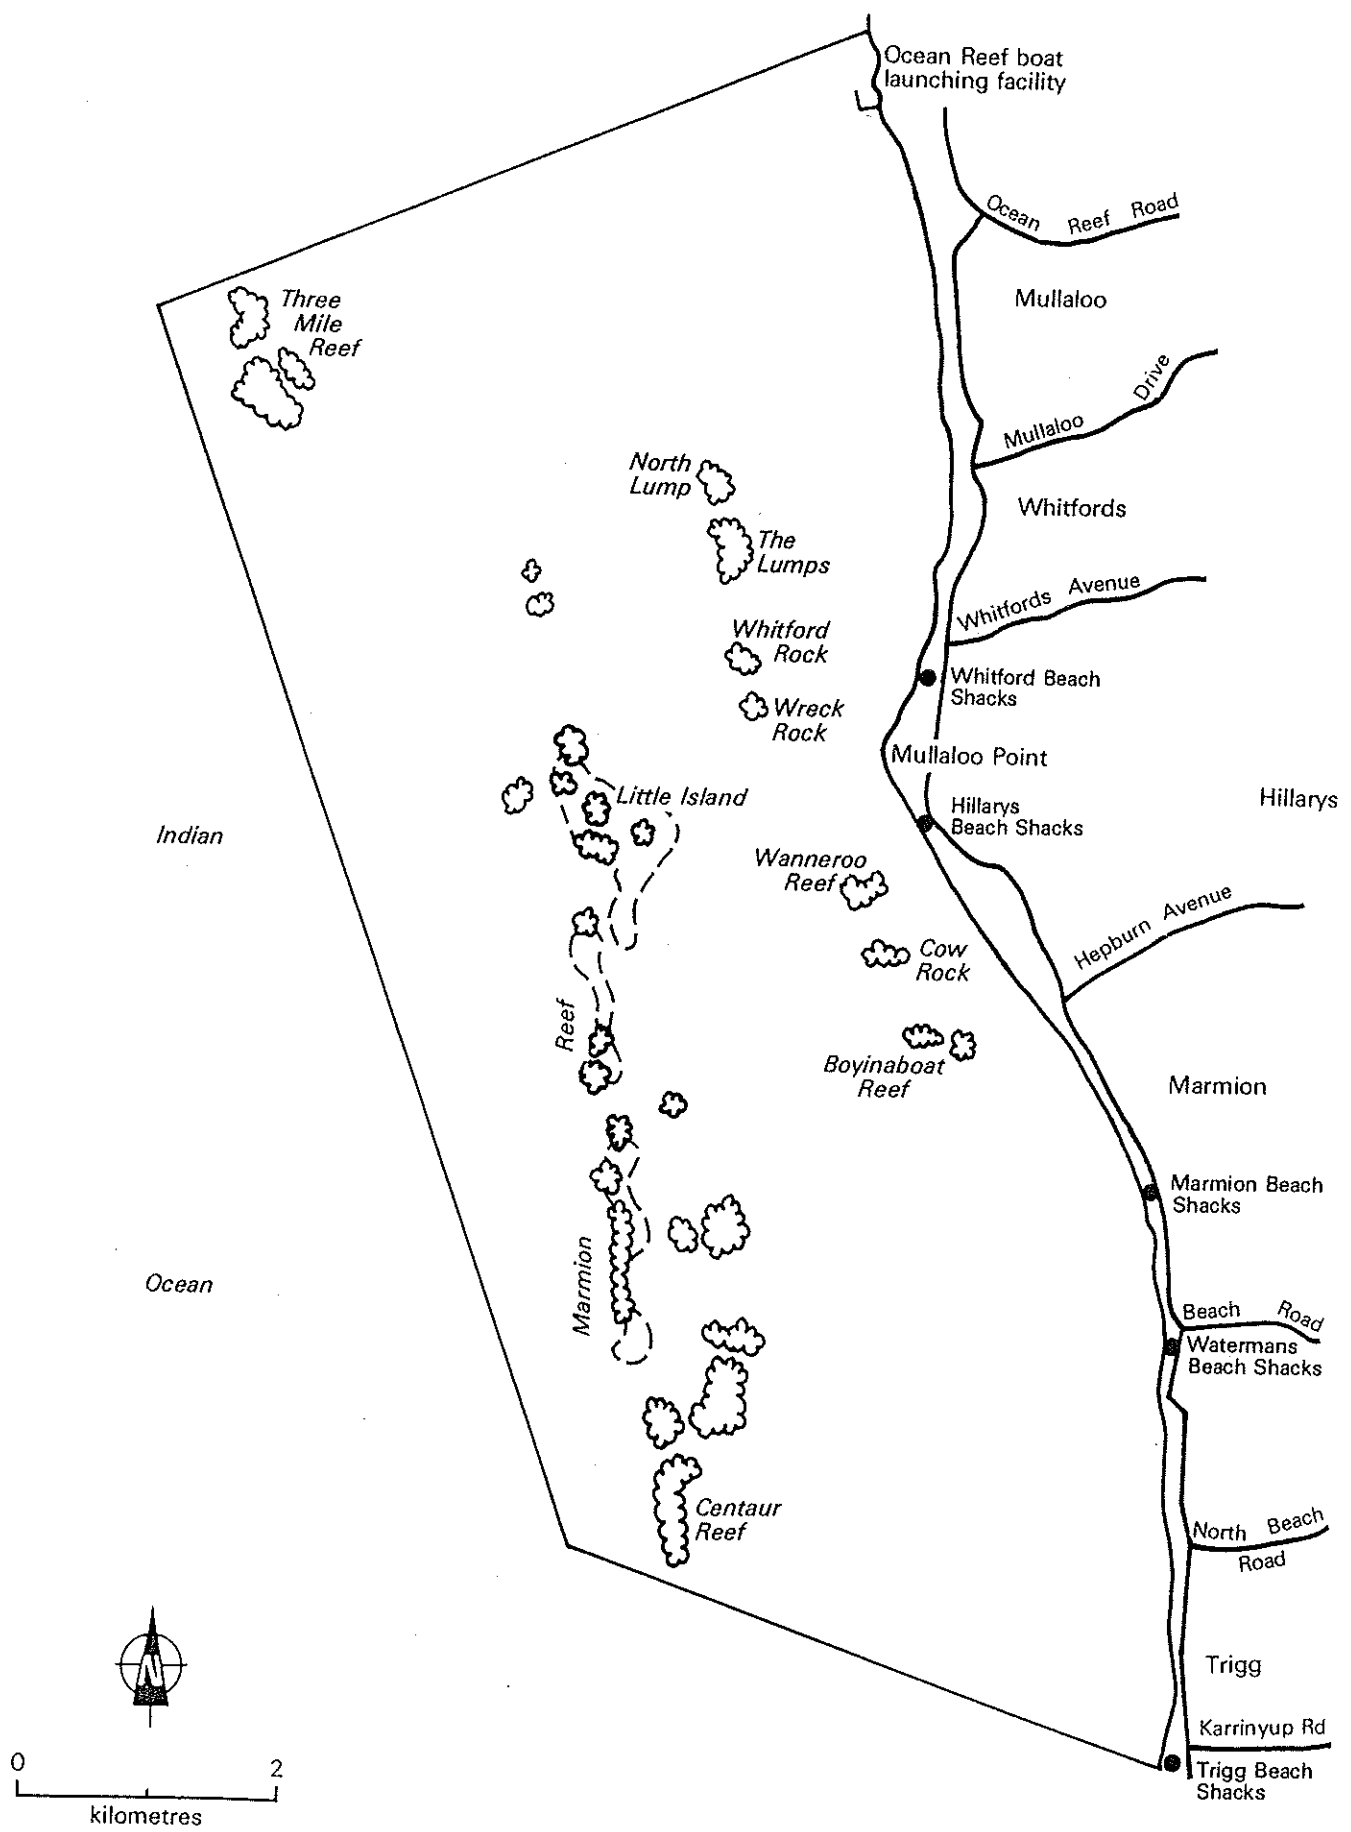 Ocean Reef boat
launching facility
Ocean Reef Road
Three
Mile
Reef
Mullaloo
Mullaloo Drive
North
Lump
Whitfords
The
Lumps
Whitfords Avenue
Whitford
Rock
Whitford Beach
Shacks
Wreck
Rock
Mullaloo Point
Little Island
Hillarys
Hillarys
Beach Shacks
Indian
Wanneroo
Reef
Hepburn Avenue
Cow
Rock
Reef
Boyinaboat
Reef
Marmion
Marmion Beach
Shacks
Marmion
Ocean
Beach Road
Watermans
Beach Shacks
Centaur
Reef
North Beach
Road
N
Trigg
Karrinyup Rd
0 2
kilometres
Trigg Beach
Shacks